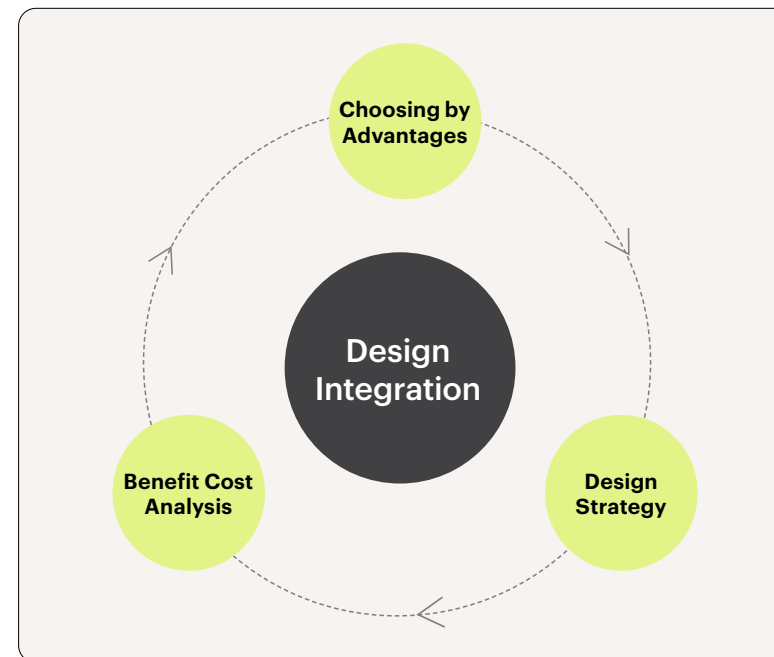 Choosing by
Advantages
Design
Integration
Benefit Cost
Analysis
Design
Strategy